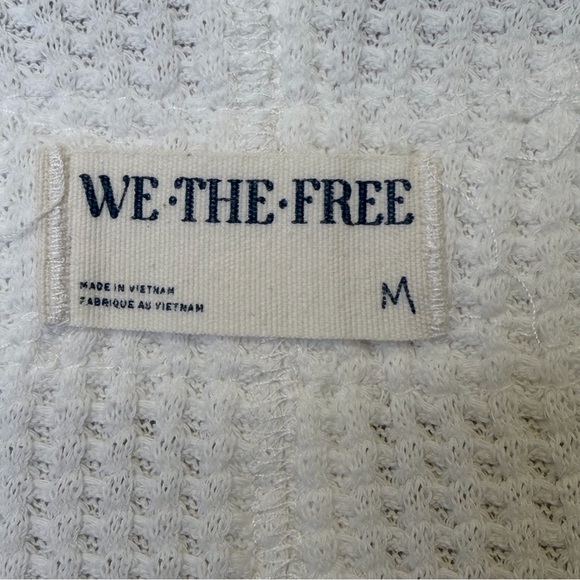 WE·THE·FREE
MADE IN VIETNAM
FABRIQUE AU VIETNAM
M